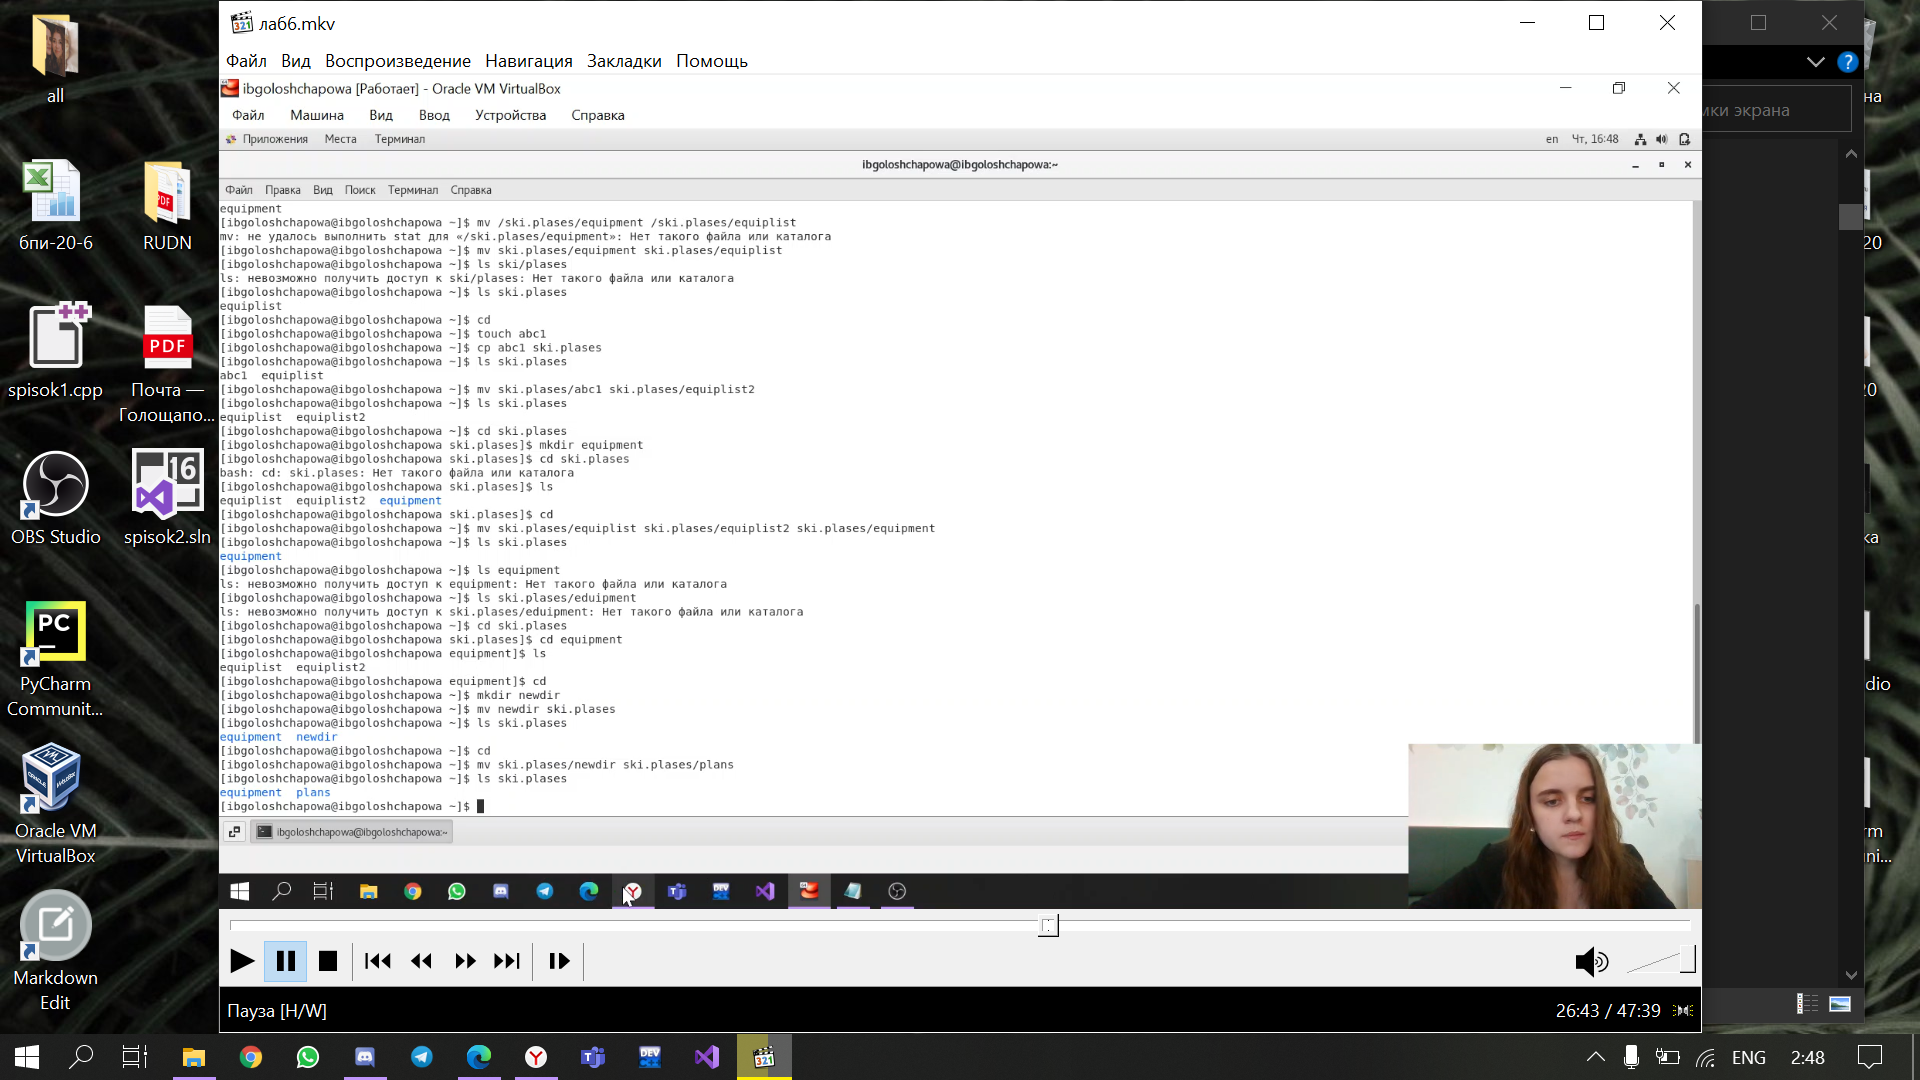 all
бпи-20-6
RUDN
spisok1.cpp
Почта —
Голощапо...
OBS Studio
spisok2.sln
PyCharm
Communit...
Oracle VM
VirtualBox
Markdown
Edit
лаб6.mkv
Файл Вид Воспроизведение Навигация Закладки Помощь
ibgoloshchapowa [Работает] - Oracle VM VirtualBox
Файл Машина Вид Ввод Устройства Справка
Приложения Места Терминал en Чт, 16:48
ibgoloshchapowa@ibgoloshchapowa:~
Файл Правка Вид Поиск Терминал Справка
equipment
[ibgoloshchapowa@ibgoloshchapowa ~]$ mv /ski.plases/equipment /ski.plases/equiplist
mv: не удалось выполнить stat для «/ski.plases/equipment»: Нет такого файла или каталога
[ibgoloshchapowa@ibgoloshchapowa ~]$ mv ski.plases/equipment ski.plases/equiplist
[ibgoloshchapowa@ibgoloshchapowa ~]$ ls ski/plases
ls: невозможно получить доступ к ski/plases: Нет такого файла или каталога
[ibgoloshchapowa@ibgoloshchapowa ~]$ ls ski.plases
equiplist
[ibgoloshchapowa@ibgoloshchapowa ~]$ cd
[ibgoloshchapowa@ibgoloshchapowa ~]$ touch abc1
[ibgoloshchapowa@ibgoloshchapowa ~]$ cp abc1 ski.plases
[ibgoloshchapowa@ibgoloshchapowa ~]$ ls ski.plases
abc1 equiplist
[ibgoloshchapowa@ibgoloshchapowa ~]$ mv ski.plases/abc1 ski.plases/equiplist2
[ibgoloshchapowa@ibgoloshchapowa ~]$ ls ski.plases
equiplist equiplist2
[ibgoloshchapowa@ibgoloshchapowa ~]$ cd ski.plases
[ibgoloshchapowa@ibgoloshchapowa ski.plases]$ mkdir equipment
[ibgoloshchapowa@ibgoloshchapowa ski.plases]$ cd ski.plases
bash: cd: ski.plases: Нет такого файла или каталога
[ibgoloshchapowa@ibgoloshchapowa ski.plases]$ ls
equiplist equiplist2 equipment
[ibgoloshchapowa@ibgoloshchapowa ski.plases]$ cd
[ibgoloshchapowa@ibgoloshchapowa ~]$ mv ski.plases/equiplist ski.plases/equiplist2 ski.plases/equipment
[ibgoloshchapowa@ibgoloshchapowa ~]$ ls ski.plases
equipment
[ibgoloshchapowa@ibgoloshchapowa ~]$ ls equipment
ls: невозможно получить доступ к equipment: Нет такого файла или каталога
[ibgoloshchapowa@ibgoloshchapowa ~]$ ls ski.plases/eduipment
ls: невозможно получить доступ к ski.plases/eduipment: Нет такого файла или каталога
[ibgoloshchapowa@ibgoloshchapowa ~]$ cd ski.plases
[ibgoloshchapowa@ibgoloshchapowa ski.plases]$ cd equipment
[ibgoloshchapowa@ibgoloshchapowa equipment]$ ls
equiplist equiplist2
[ibgoloshchapowa@ibgoloshchapowa equipment]$ cd
[ibgoloshchapowa@ibgoloshchapowa ~]$ mkdir newdir
[ibgoloshchapowa@ibgoloshchapowa ~]$ mv newdir ski.plases
[ibgoloshchapowa@ibgoloshchapowa ~]$ ls ski.plases
equipment newdir
[ibgoloshchapowa@ibgoloshchapowa ~]$ cd
[ibgoloshchapowa@ibgoloshchapowa ~]$ mv ski.plases/newdir ski.plases/plans
[ibgoloshchapowa@ibgoloshchapowa ~]$ ls ski.plases
equipment plans
[ibgoloshchapowa@ibgoloshchapowa ~]$
ibgoloshchapowa@ibgoloshchapowa:~
Пауза [H/W]
26:43 / 47:39
ENG 2:48